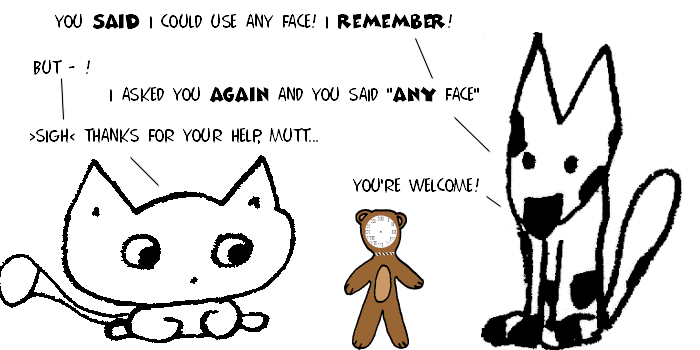 YOU SAID I COULD USE ANY FACE! I REMEMBER!
BUT - !
I ASKED YOU AGAIN AND YOU SAID "ANY FACE"
>SIGH< THANKS FOR YOUR HELP, MUTT...
YOU'RE WELCOME!